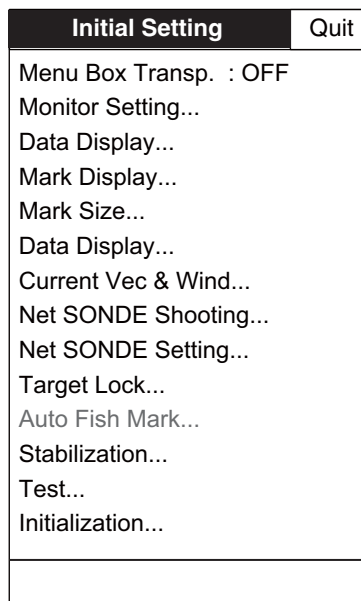 Initial Setting Quit
Menu Box Transp. : OFF
Monitor Setting...
Data Display...
Mark Display...
Mark Size...
Data Display...
Current Vec & Wind...
Net SONDE Shooting...
Net SONDE Setting...
Target Lock...
Auto Fish Mark...
Stabilization...
Test...
Initialization...